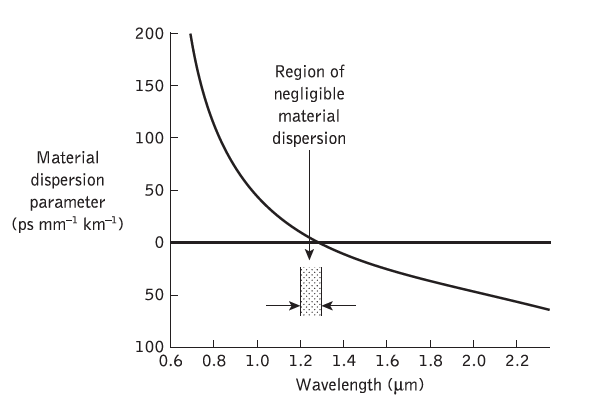 200
150
100
50
0
50
100
Material
dispersion
parameter
(ps mm⁻¹ km⁻¹)
Region of
negligible
material
dispersion
0.6 0.8 1.0 1.2 1.4 1.6 1.8 2.0 2.2
Wavelength (μm)